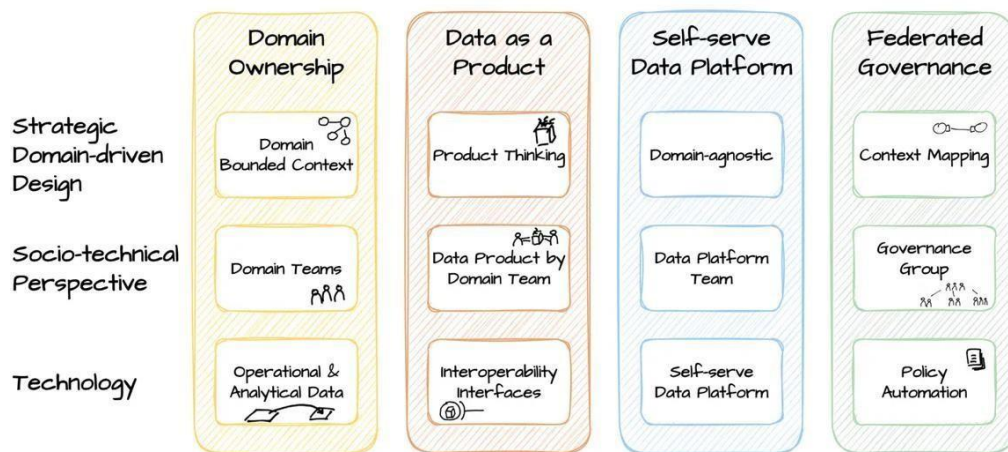 Domain
Ownership
Data as a
Product
Self-serve
Data Platform
Federated
Governance
Strategic
Domain-driven
Design
Domain
Bounded Context
Product Thinking
Domain-agnostic
Context Mapping
Socio-technical
Perspective
Domain Teams
Data Product by
Domain Team
Data Platform
Team
Governance
Group
Technology
Operational &
Analytical Data
Interoperability
Interfaces
Self-serve
Data Platform
Policy
Automation